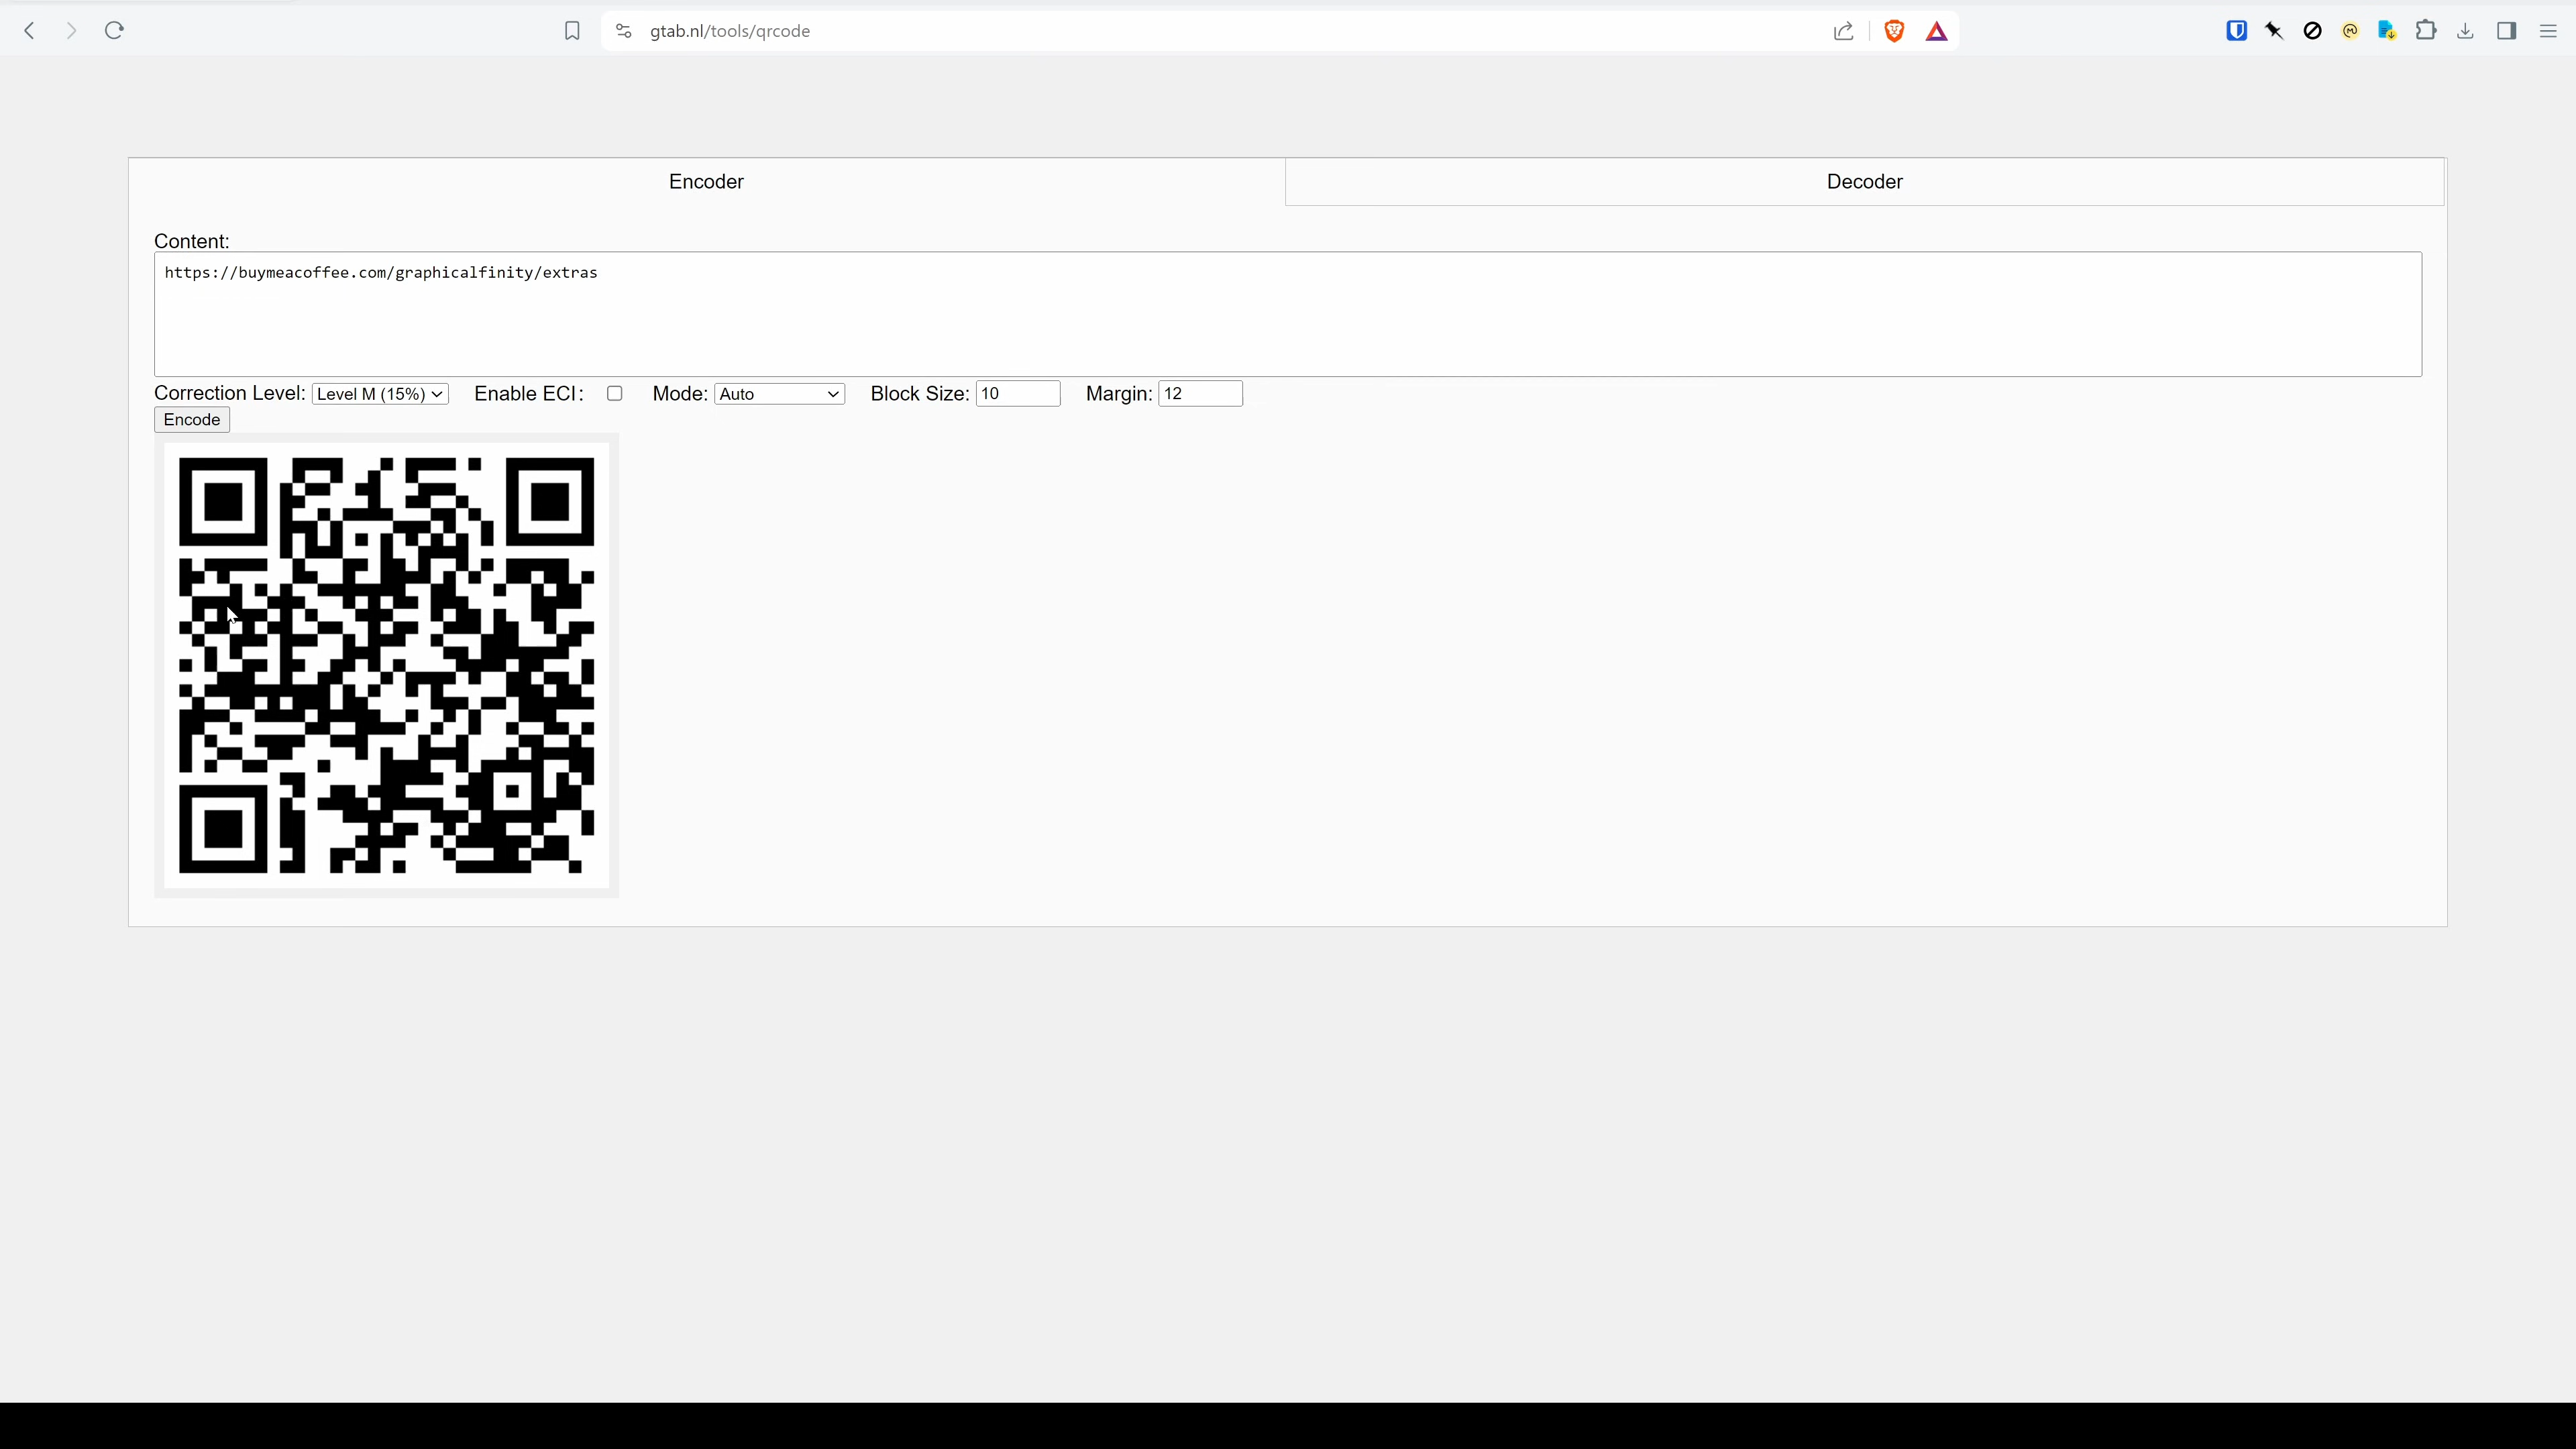 gtab.nl/tools/qrcode
Encoder
Decoder
Content:
https://buymeacoffee.com/graphicalfinity/extras
Correction Level: Level M (15%) Enable ECI: Mode: Auto Block Size: 10 Margin: 12
Encode